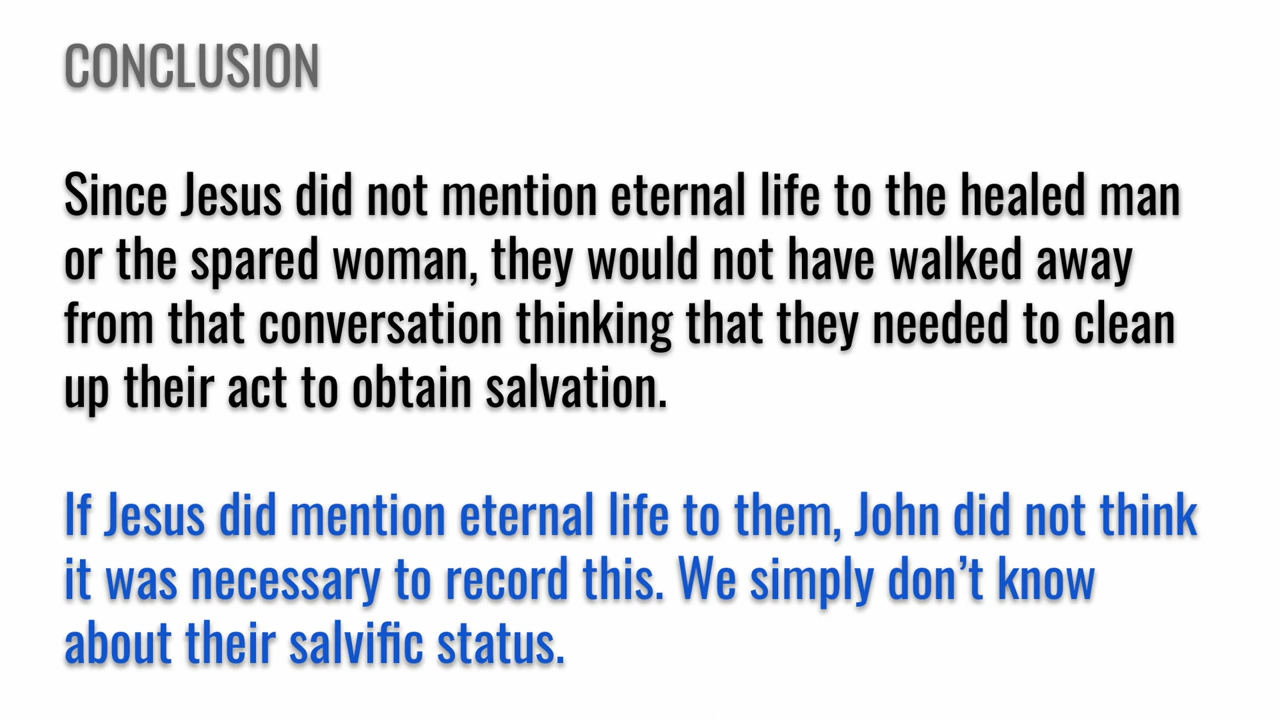 CONCLUSION
Since Jesus did not mention eternal life to the healed man
or the spared woman, they would not have walked away
from that conversation thinking that they needed to clean
up their act to obtain salvation.
If Jesus did mention eternal life to them, John did not think
it was necessary to record this. We simply don’t know
about their salvific status.